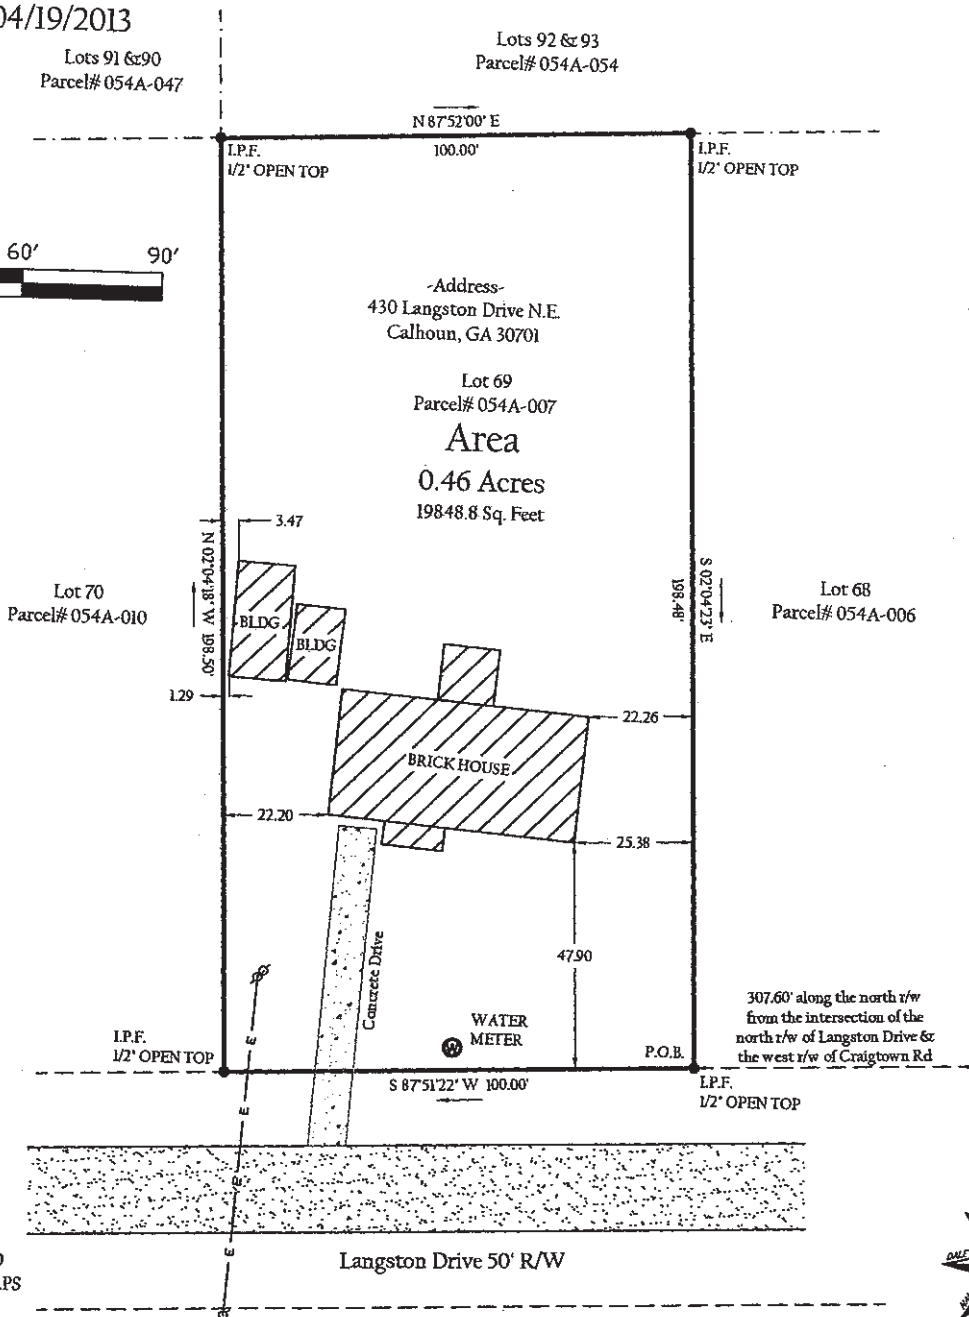 04/19/2013
Lots 91 & 90
Parcel# 054A-047
Lots 92 & 93
Parcel# 054A-054
N 87°52'00" E
100.00'
I.P.F.
1/2" OPEN TOP
I.P.F.
1/2" OPEN TOP
60' 90'
-Address-
430 Langston Drive N.E.
Calhoun, GA 30701
Lot 69
Parcel# 054A-007
Area
0.46 Acres
19848.8 Sq. Feet
3.47
N 02°04'18" W 198.50'
S 02°04'23" E
198.48'
Lot 70
Parcel# 054A-010
Lot 68
Parcel# 054A-006
BLDG
BLDG
1.29
22.26
BRICK HOUSE
22.20
25.38
Concrete Drive
47.90
WATER
METER
W
307.60' along the north r/w
from the intersection of the
north r/w of Langston Drive &
the west r/w of Craigtown Rd
I.P.F.
1/2" OPEN TOP
P.O.B.
S 87°51'22" W 100.00'
I.P.F.
1/2" OPEN TOP
E
E
E
E
E
Langston Drive 50' R/W